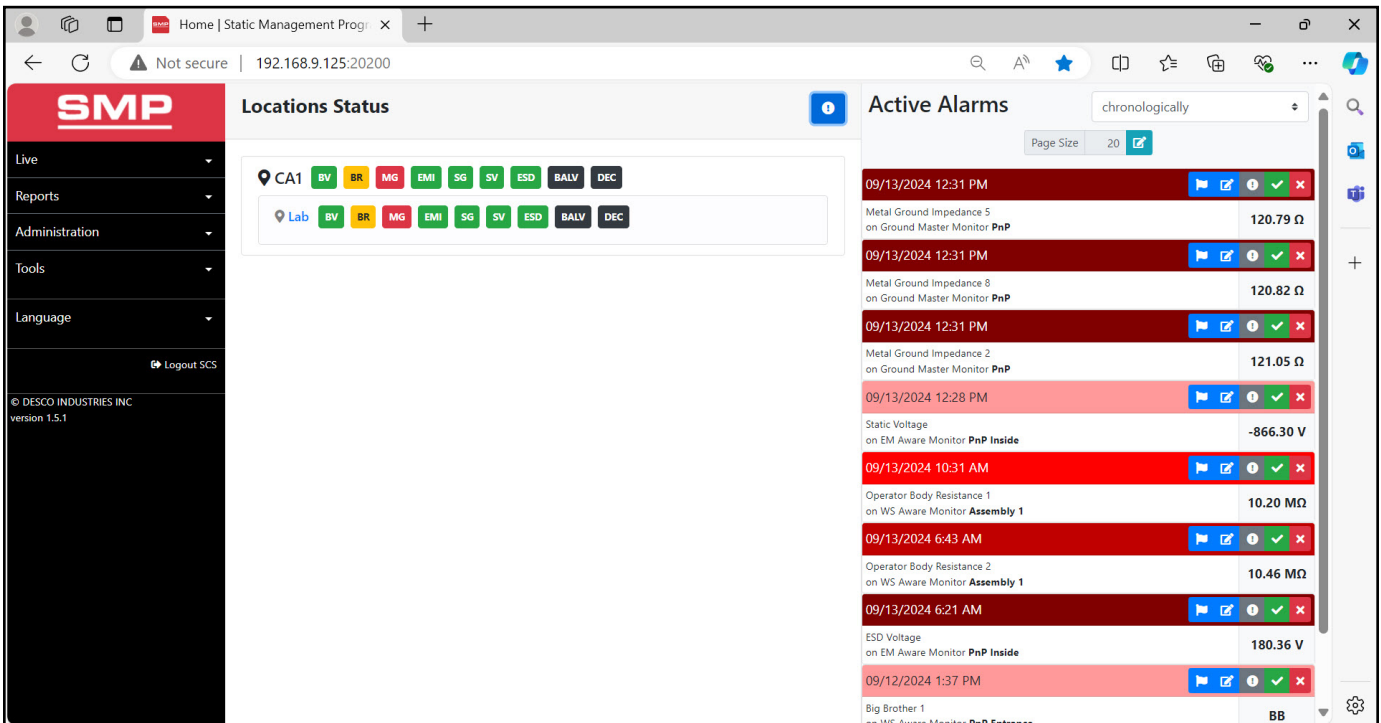 Home | Static Management Progr
Not secure | 192.168.9.125:20200
SMP
Live
Reports
Administration
Tools
Language
Logout SCS
© DESCO INDUSTRIES INC
version 1.5.1
Locations Status
CA1 BV BR MG EMI SG SV ESD BALV DEC
Lab BV BR MG EMI SG SV ESD BALV DEC
Active Alarms
chronologically
Page Size 20
09/13/2024 12:31 PM
Metal Ground Impedance 5
on Ground Master Monitor PnP
120.79 Ω
09/13/2024 12:31 PM
Metal Ground Impedance 8
on Ground Master Monitor PnP
120.82 Ω
09/13/2024 12:31 PM
Metal Ground Impedance 2
on Ground Master Monitor PnP
121.05 Ω
09/13/2024 12:28 PM
Static Voltage
on EM Aware Monitor PnP Inside
-866.30 V
09/13/2024 10:31 AM
Operator Body Resistance 1
on WS Aware Monitor Assembly 1
10.20 MΩ
09/13/2024 6:43 AM
Operator Body Resistance 2
on WS Aware Monitor Assembly 1
10.46 MΩ
09/13/2024 6:21 AM
ESD Voltage
on EM Aware Monitor PnP Inside
180.36 V
09/12/2024 1:37 PM
Big Brother 1
on WS Aware Monitor PnP Entrance
BB